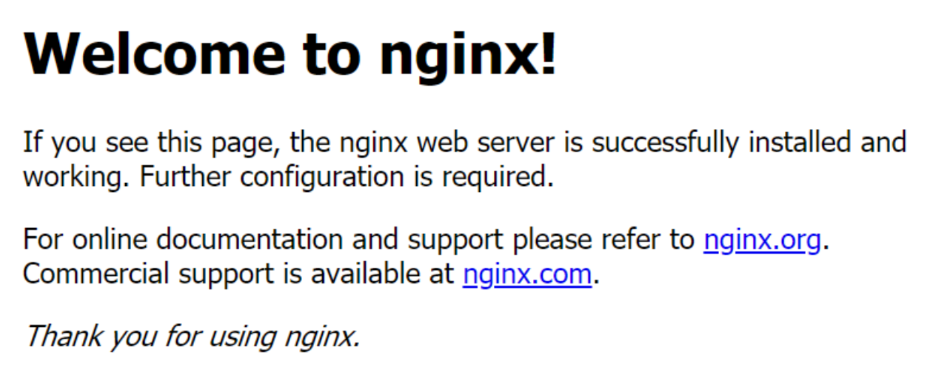 Welcome to nginx!
If you see this page, the nginx web server is successfully installed and
working. Further configuration is required.
For online documentation and support please refer to nginx.org.
Commercial support is available at nginx.com.
Thank you for using nginx.